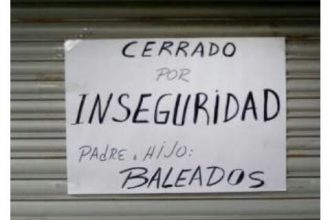 CERRADO
POR
INSEGURIDAD
PADRE. HIJO:
BALEADOS